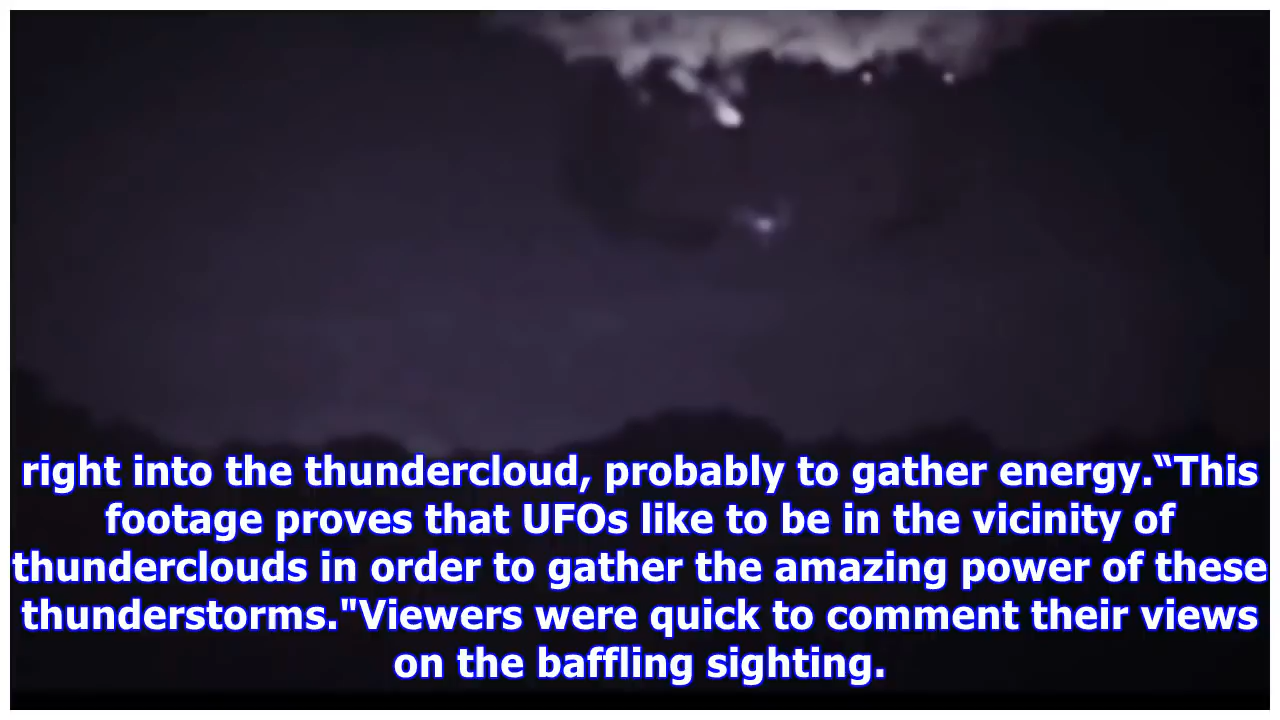 right into the thundercloud, probably to gather energy.“This
footage proves that UFOs like to be in the vicinity of
thunderclouds in order to gather the amazing power of these
thunderstorms."Viewers were quick to comment their views
on the baffling sighting.